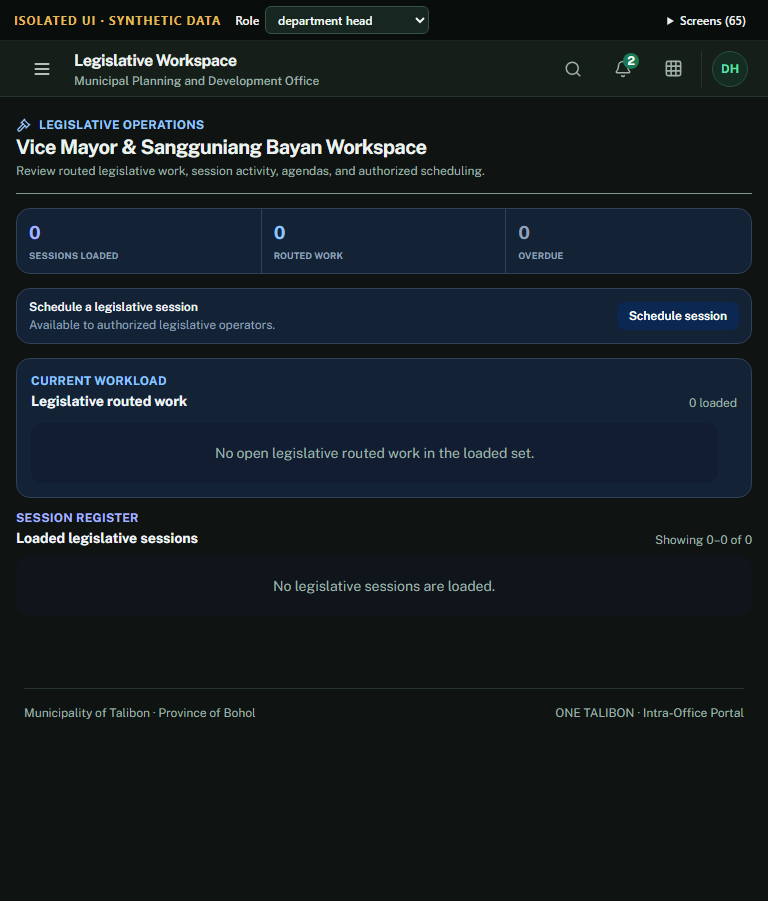 ISOLATED UI · SYNTHETIC DATA Role department head Screens (65)
Legislative Workspace
Municipal Planning and Development Office
2
DH
LEGISLATIVE OPERATIONS
Vice Mayor & Sangguniang Bayan Workspace
Review routed legislative work, session activity, agendas, and authorized scheduling.
0 0 0
SESSIONS LOADED ROUTED WORK OVERDUE
Schedule a legislative session
Available to authorized legislative operators.
Schedule session
CURRENT WORKLOAD
Legislative routed work
0 loaded
No open legislative routed work in the loaded set.
SESSION REGISTER
Loaded legislative sessions
Showing 0–0 of 0
No legislative sessions are loaded.
Municipality of Talibon · Province of Bohol
ONE TALIBON · Intra-Office Portal